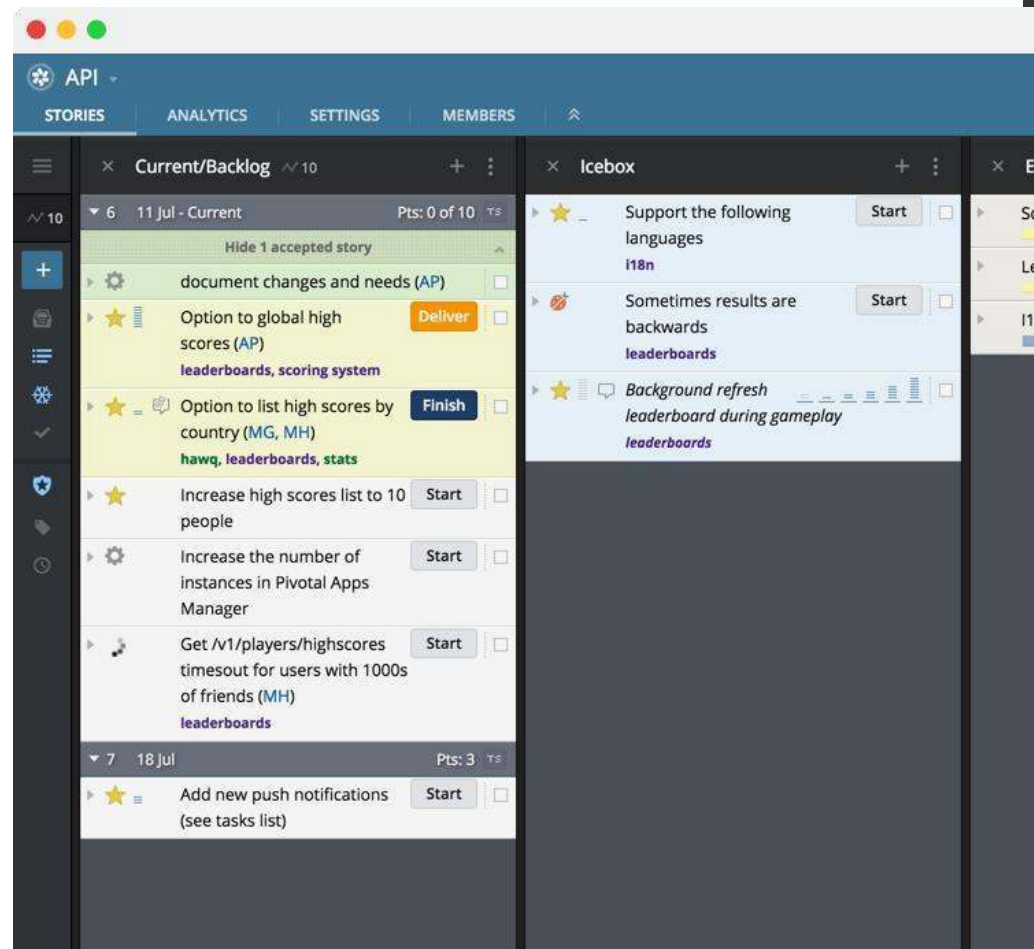 API
STORIES ANALYTICS SETTINGS MEMBERS
10
Current/Backlog 10
6 11 Jul - Current Pts: 0 of 10 TS
Hide 1 accepted story
document changes and needs (AP)
Option to global high
scores (AP)
Deliver
leaderboards, scoring system
Option to list high scores by
country (MG, MH)
Finish
hawq, leaderboards, stats
Increase high scores list to 10
people
Start
Increase the number of
instances in Pivotal Apps
Manager
Start
Get /v1/players/highscores
timesout for users with 1000s
of friends (MH)
Start
leaderboards
7 18 Jul Pts: 3 TS
Add new push notifications
(see tasks list)
Start
Icebox
Support the following
languages
Start
i18n
Sometimes results are
backwards
Start
leaderboards
Background refresh
leaderboard during gameplay
leaderboards